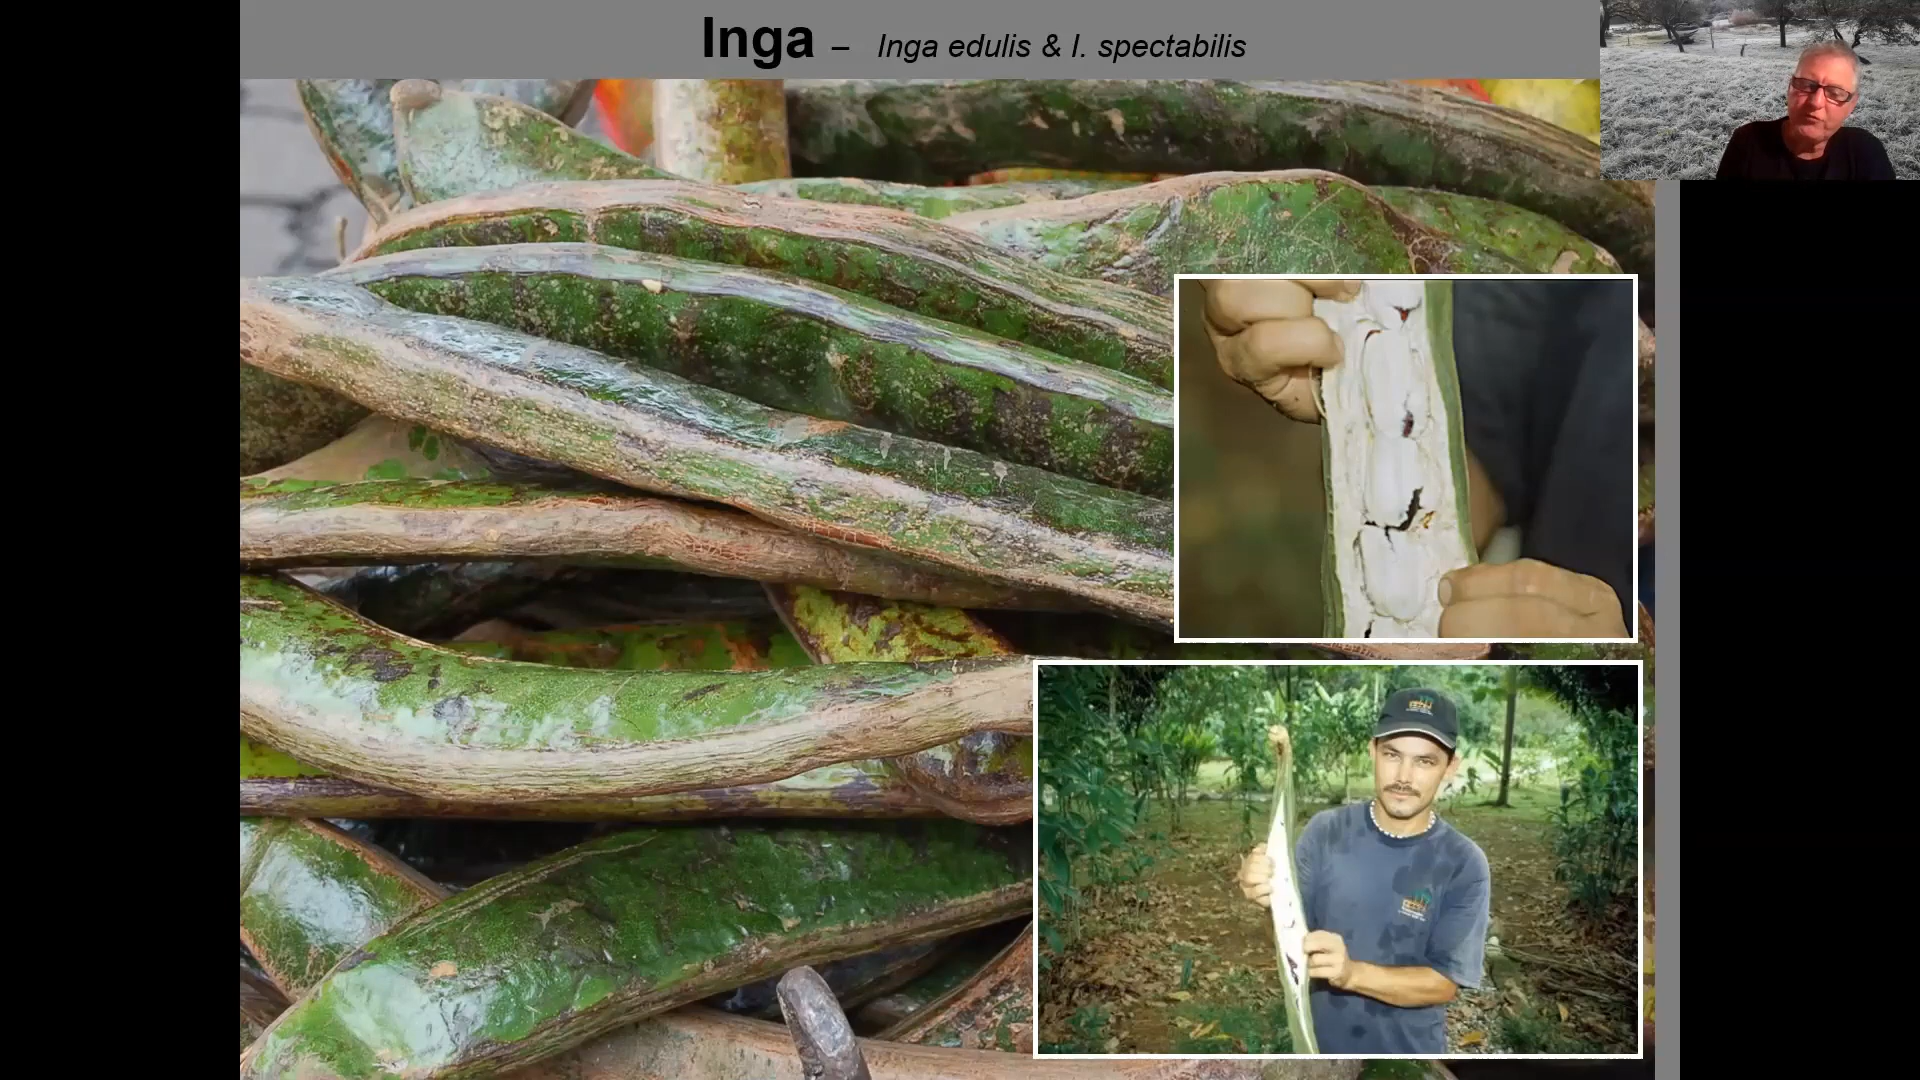 Inga – Inga edulis & I. spectabilis